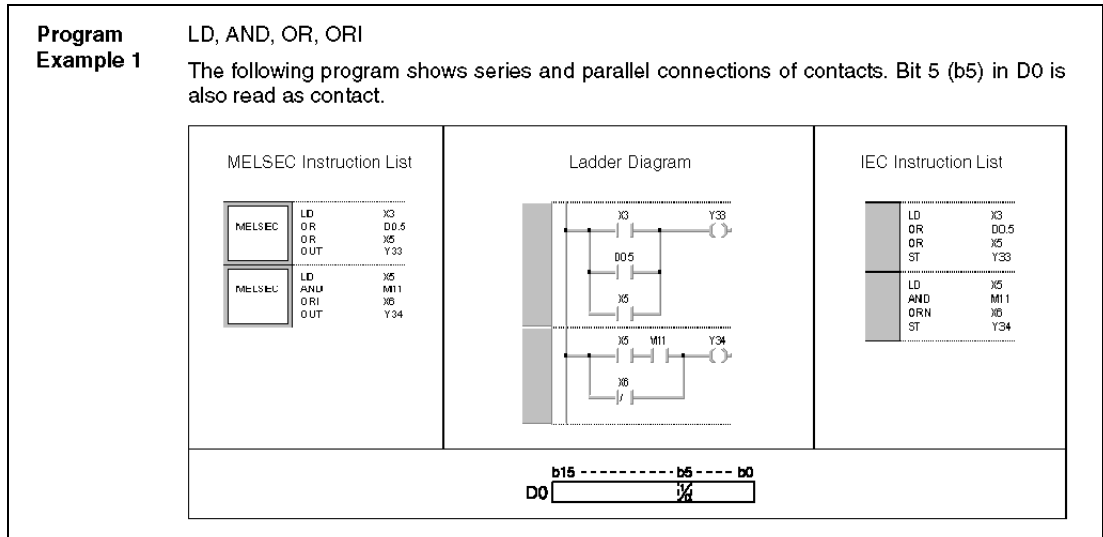 Program
Example 1
LD, AND, OR, ORI
The following program shows series and parallel connections of contacts. Bit 5 (b5) in D0 is
also read as contact.
MELSEC Instruction List
MELSEC
LD X3
OR D0.5
OR X5
OUT Y33
MELSEC
LD X5
AND M11
ORI X6
OUT Y34
Ladder Diagram
X3 Y33
D0.5
X5
X5 M11 Y34
X6
IEC Instruction List
LD X3
OR D0.5
OR X5
ST Y33
LD X5
AND M11
ORN X6
ST Y34
b15 - - - - - - - - - - - b5 - - - - b0
D0 1/0